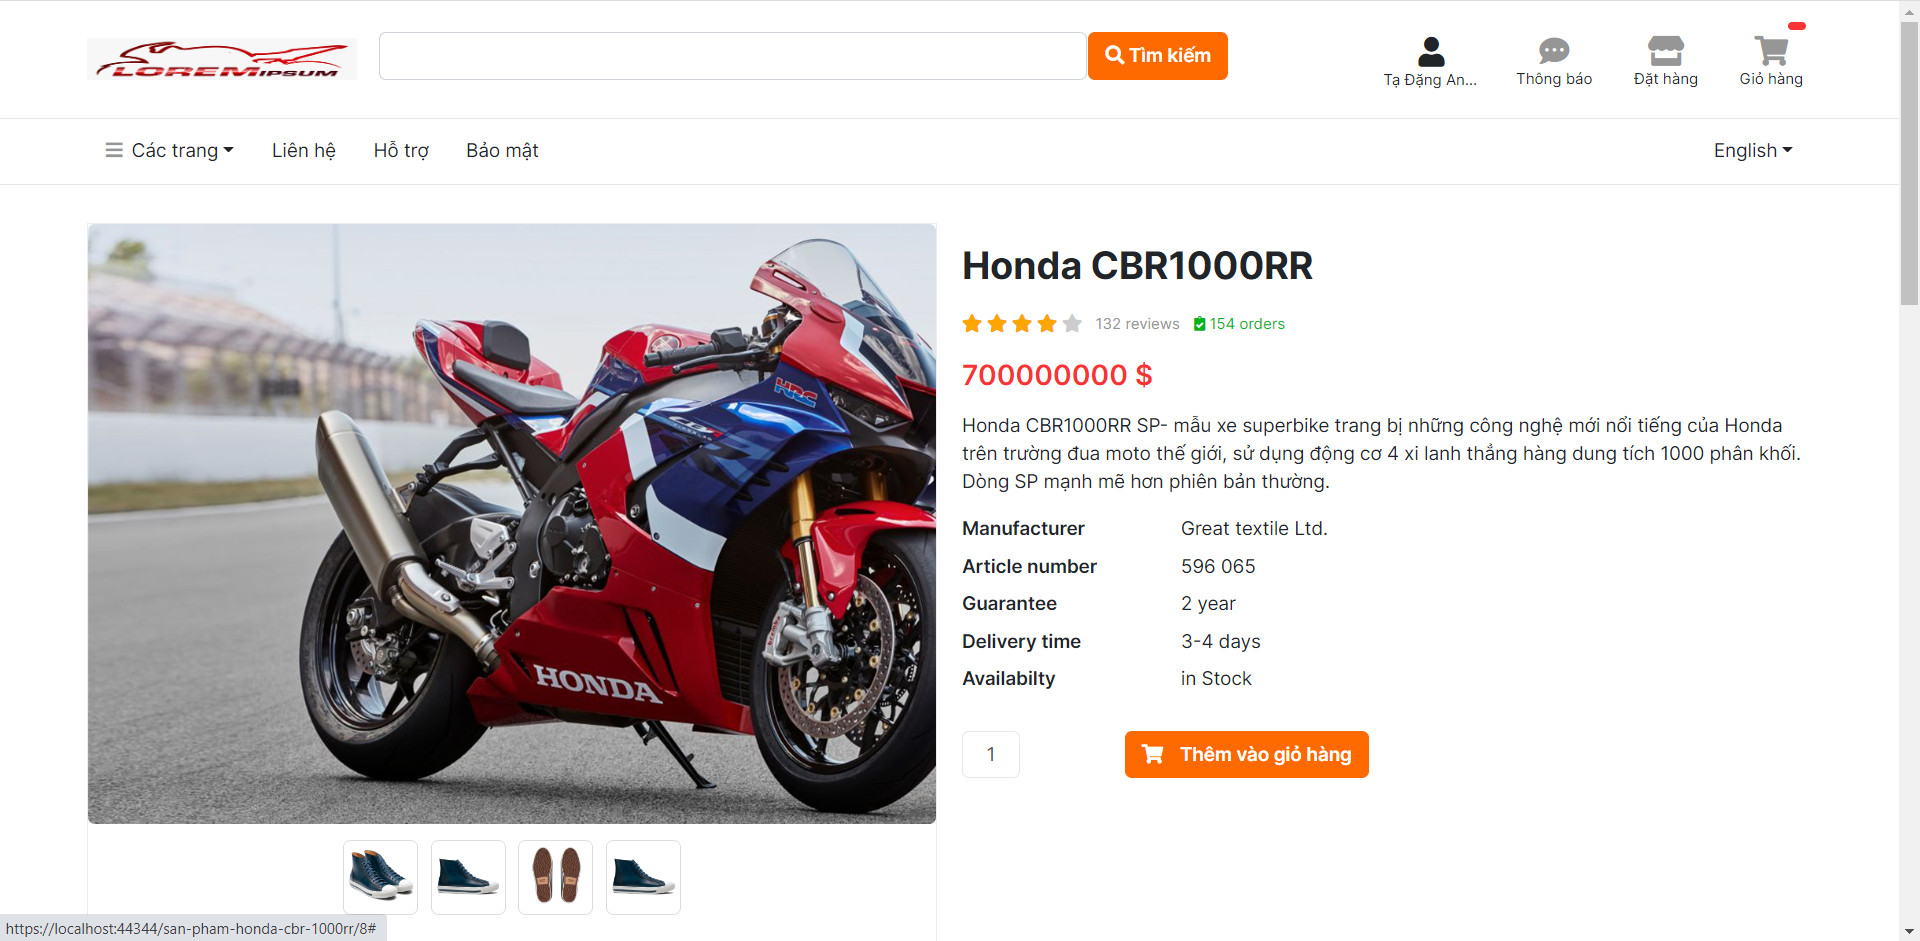 LOREM IPSUM
Tìm kiếm
Tạ Đặng An...
Thông báo
Đặt hàng
Giỏ hàng
Các trang
Liên hệ
Hỗ trợ
Bảo mật
English
HRC
HONDA
Honda CBR1000RR
132 reviews
154 orders
700000000 $
Honda CBR1000RR SP- mẫu xe superbike trang bị những công nghệ mới nổi tiếng của Honda
trên trường đua moto thế giới, sử dụng động cơ 4 xi lanh thẳng hàng dung tích 1000 phân khối.
Dòng SP mạnh mẽ hơn phiên bản thường.
Manufacturer Great textile Ltd.
Article number 596 065
Guarantee 2 year
Delivery time 3-4 days
Availabilty in Stock
1
Thêm vào giỏ hàng
https://localhost:44344/san-pham-honda-cbr-1000rr/8#